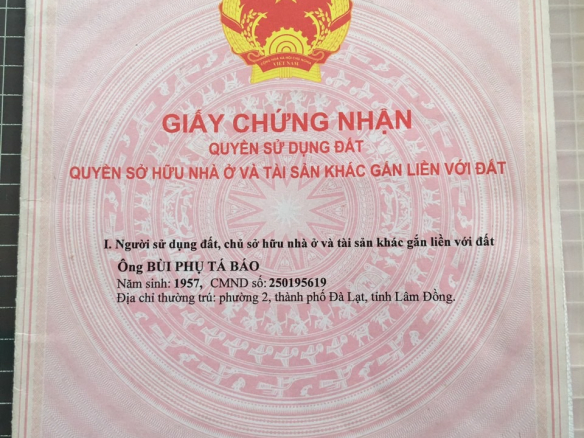 VIỆT NAM
GIẤY CHỨNG NHẬN
QUYỀN SỬ DỤNG ĐẤT
QUYỀN SỞ HỮU NHÀ Ở VÀ TÀI SẢN KHÁC GẮN LIỀN VỚI ĐẤT
I. Người sử dụng đất, chủ sở hữu nhà ở và tài sản khác gắn liền với đất
Ông BÙI PHỤ TÁ BẢO
Năm sinh: 1957, CMND số: 250195619
Địa chỉ thường trú: phường 2, thành phố Đà Lạt, tỉnh Lâm Đồng.